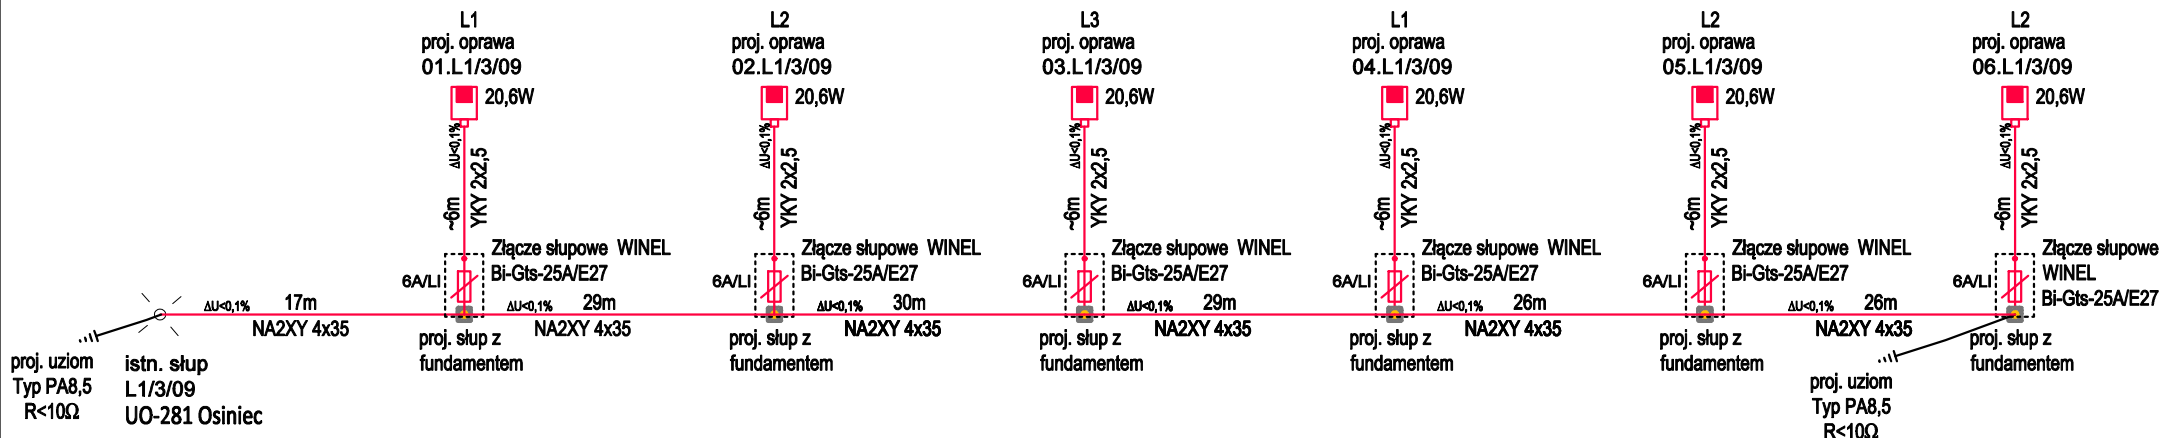 L1
proj. oprawa
01.L1/3/09
20,6W
ΔU<0,1%
~6m
YKY 2x2,5
Złącze słupowe WINEL
Bi-Gts-25A/E27
6A/LI
proj. słup z
fundamentem
L2
proj. oprawa
02.L1/3/09
20,6W
ΔU<0,1%
~6m
YKY 2x2,5
Złącze słupowe WINEL
Bi-Gts-25A/E27
6A/LI
proj. słup z
fundamentem
L3
proj. oprawa
03.L1/3/09
20,6W
ΔU<0,1%
~6m
YKY 2x2,5
Złącze słupowe WINEL
Bi-Gts-25A/E27
6A/LI
proj. słup z
fundamentem
L1
proj. oprawa
04.L1/3/09
20,6W
ΔU<0,1%
~6m
YKY 2x2,5
Złącze słupowe WINEL
Bi-Gts-25A/E27
6A/LI
proj. słup z
fundamentem
L2
proj. oprawa
05.L1/3/09
20,6W
ΔU<0,1%
~6m
YKY 2x2,5
Złącze słupowe WINEL
Bi-Gts-25A/E27
6A/LI
proj. słup z
fundamentem
L2
proj. oprawa
06.L1/3/09
20,6W
ΔU<0,1%
~6m
YKY 2x2,5
Złącze słupowe
WINEL
Bi-Gts-25A/E27
6A/LI
proj. słup z
fundamentem
ΔU<0,1% 17m
NA2XY 4x35
ΔU<0,1% 29m
NA2XY 4x35
ΔU<0,1% 30m
NA2XY 4x35
ΔU<0,1% 29m
NA2XY 4x35
ΔU<0,1% 26m
NA2XY 4x35
ΔU<0,1% 26m
NA2XY 4x35
proj. uziom
Typ PA8,5
R<10Ω
istn. słup
L1/3/09
UO-281 Osiniec
proj. uziom
Typ PA8,5
R<10Ω